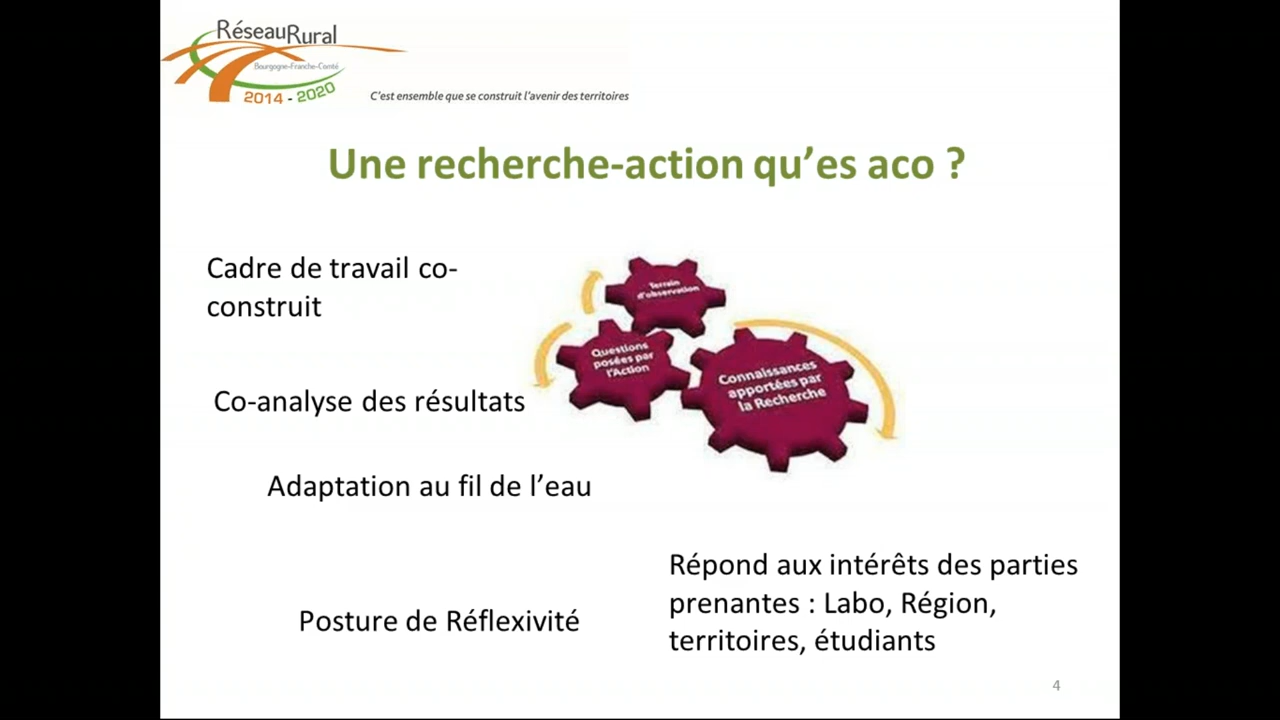 RéseauRural
Bourgogne-Franche-Comté
2014 - 2020
C'est ensemble que se construit l'avenir des territoires
Une recherche-action qu’es aco ?
Cadre de travail co-
construit
Terrain
d'observation
Questions
posées par
l'Action
Connaissances
apportées par
la Recherche
Co-analyse des résultats
Adaptation au fil de l’eau
Répond aux intérêts des parties
prenantes : Labo, Région,
territoires, étudiants
Posture de Réflexivité
4